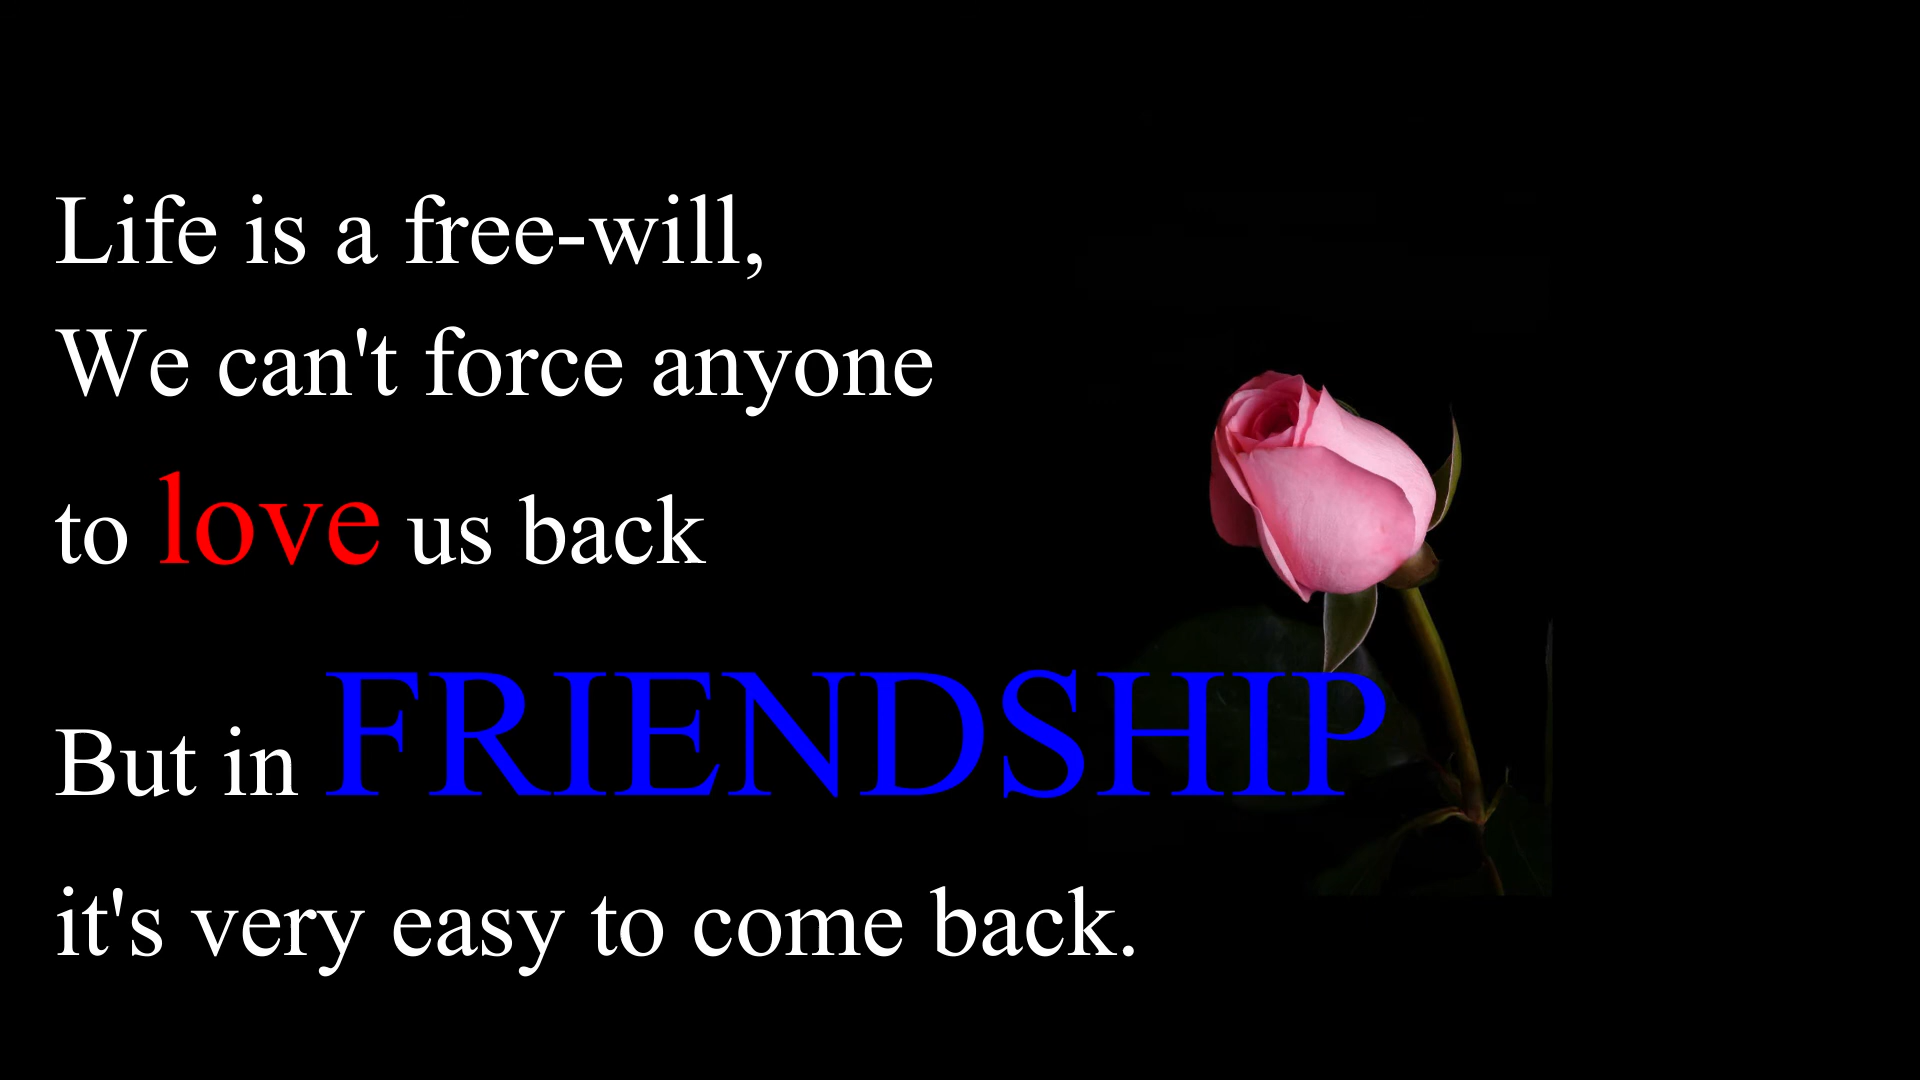 Life is a free-will,
We can't force anyone
to love us back
But in FRIENDSHIP
it's very easy to come back.